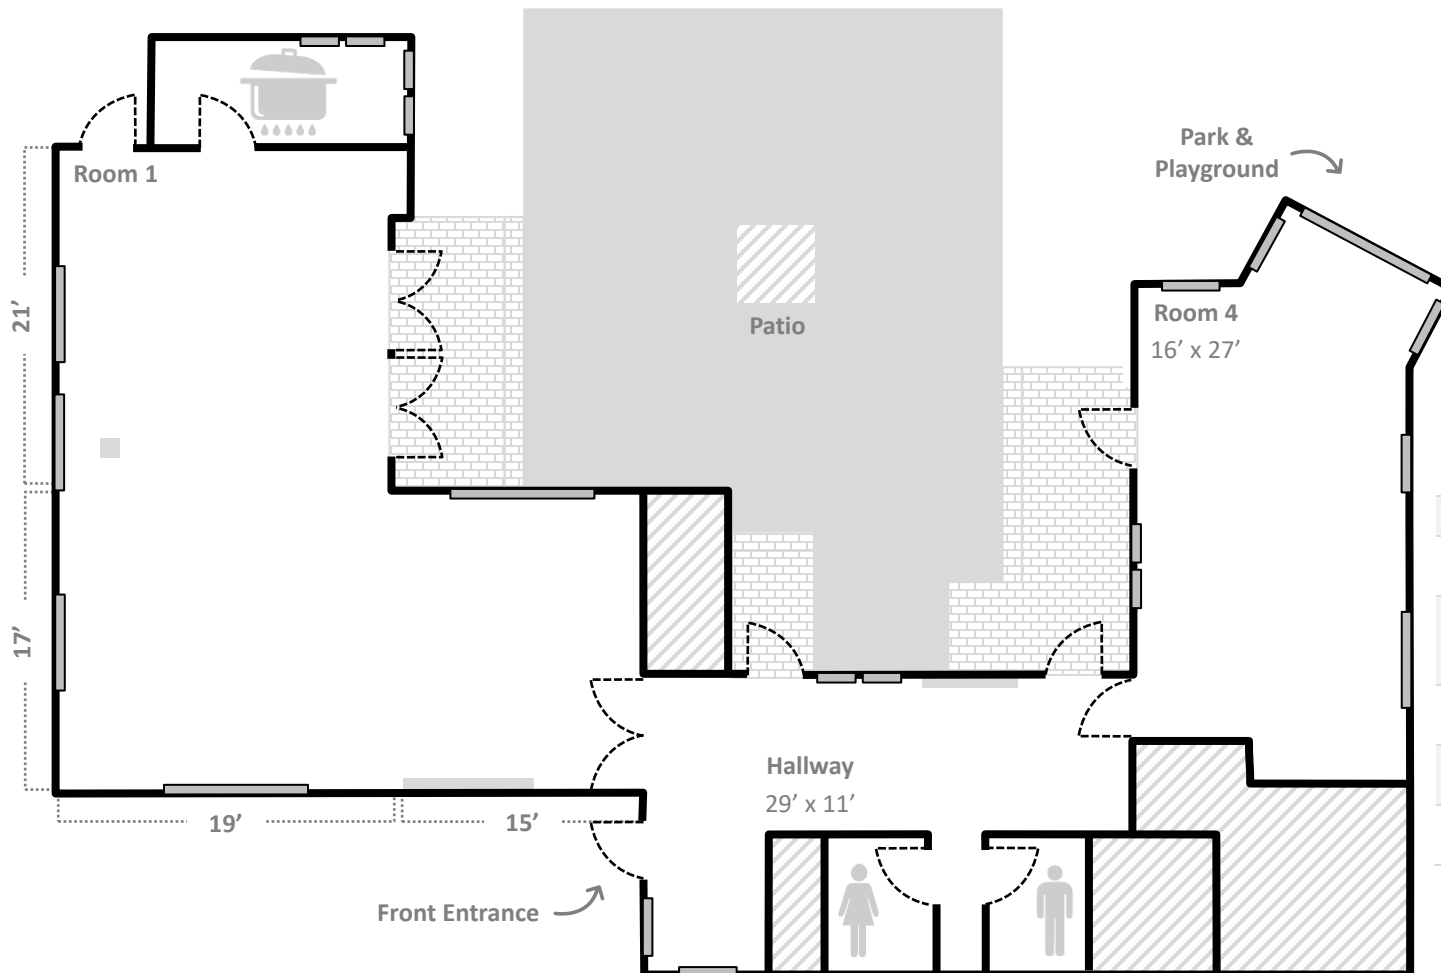 Park &
Playground
Room 1
Room 4
16’ x 27’
21’
Patio
17’
Hallway
29’ x 11’
19’
15’
Front Entrance